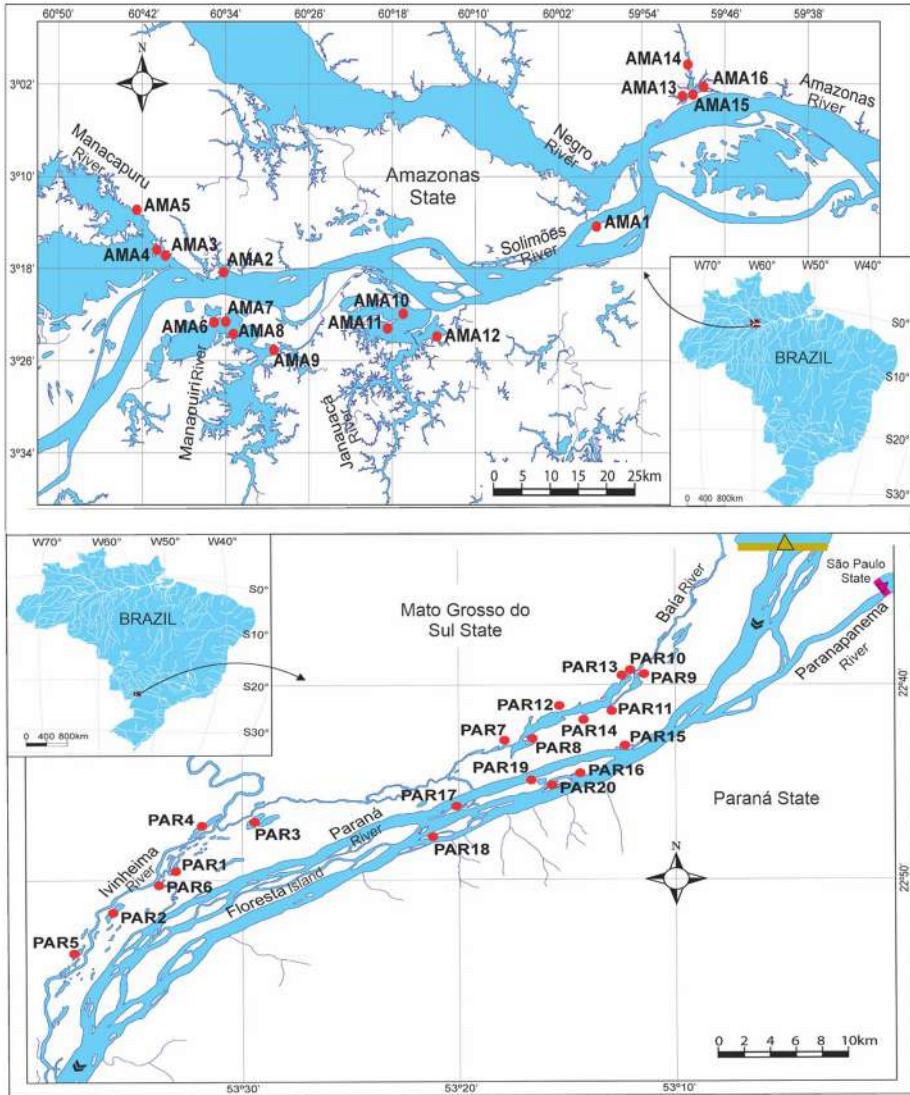 60°50' 60°42' 60°34' 60°26' 60°18' 60°10' 60°02' 59°54' 59°46' 59°38'
3°02'
3°10'
3°18'
3°26'
3°34'
N
Manacapuru
River
Negro
River
Amazonas
River
Amazonas
State
Solimões
River
Manaquiri River
Janauacá
River
AMA14
AMA16
AMA13
AMA15
AMA5
AMA1
AMA3
AMA4
AMA2
AMA7
AMA10
AMA6
AMA8
AMA11
AMA12
AMA9
0 5 10 15 20 25km
W70° W60° W50° W40°
S0°
BRAZIL
S10°
S20°
S30°
0 400 800km
W70° W60° W50° W40°
S0°
S10°
BRAZIL
S20°
S30°
0 400 800km
Mato Grosso do
Sul State
Baía River
São Paulo
State
Paranapanema
River
PAR10
PAR13
PAR9
22°40'
PAR12
PAR11
PAR14
PAR7
PAR8
PAR15
PAR19
PAR16
PAR20
PAR17
Paraná State
Paraná
River
PAR4
PAR3
PAR18
N
Ivinheima
River
PAR1
PAR6
Floresta Island
22°50'
PAR2
PAR5
0 2 4 6 8 10km
53°30' 53°20' 53°10'